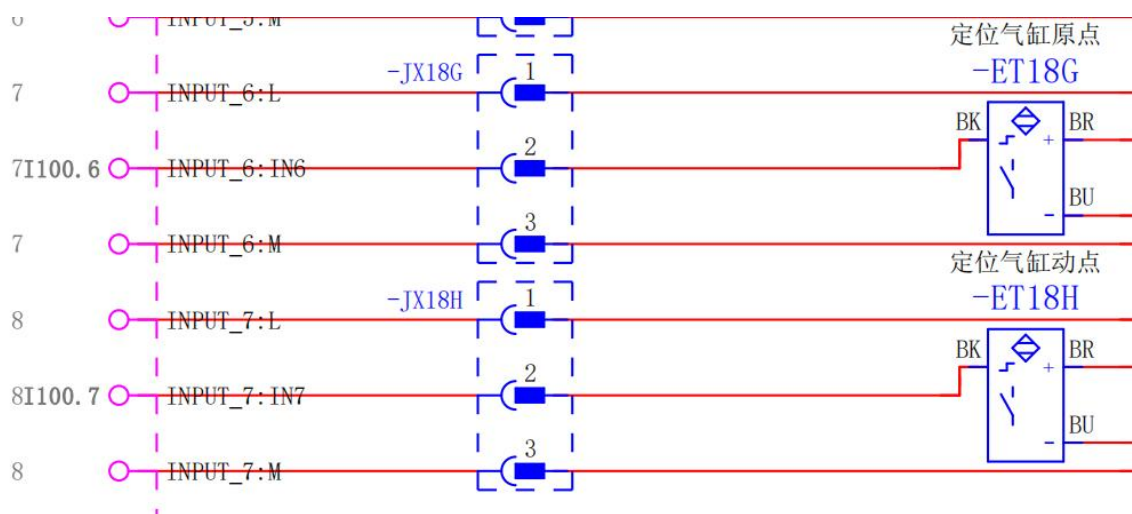 INPUT_5:M
定位气缸原点
-JX18G
1
-ET18G
7
INPUT_6:L
BK
+
BR
2
7I100.6
INPUT_6:IN6
BU
-
3
7
INPUT_6:M
定位气缸动点
-JX18H
1
-ET18H
8
INPUT_7:L
BK
+
BR
2
8I100.7
INPUT_7:IN7
BU
-
3
8
INPUT_7:M